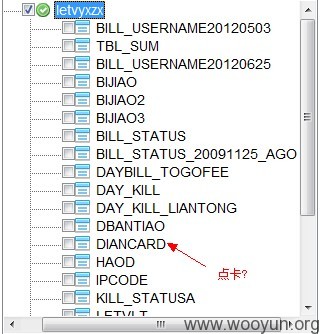 letvyxzx
BILL_USERNAME20120503
TBL_SUM
BILL_USERNAME20120625
BIJIAO
BIJIAO2
BIJIAO3
BILL_STATUS
BILL_STATUS_20091125_AGO
DAYBILL_TOGOFEE
DAY_KILL
DAY_KILL_LIANTONG
DBANTIAO
DIANCARD
点卡?
HAOD
IPCODE
KILL_STATUSA
www.wooyun.org